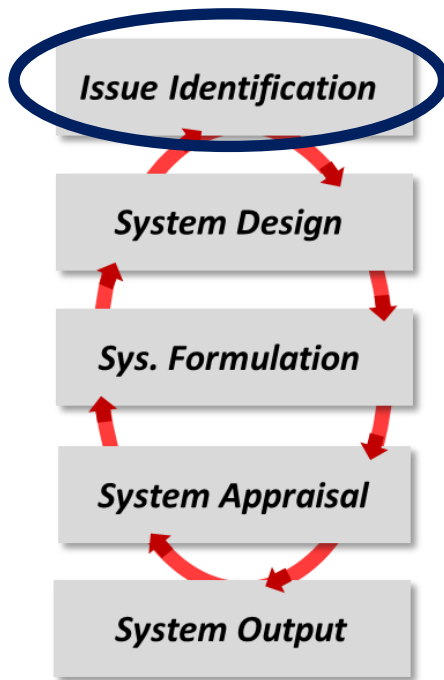 Issue Identification
System Design
Sys. Formulation
System Appraisal
System Output